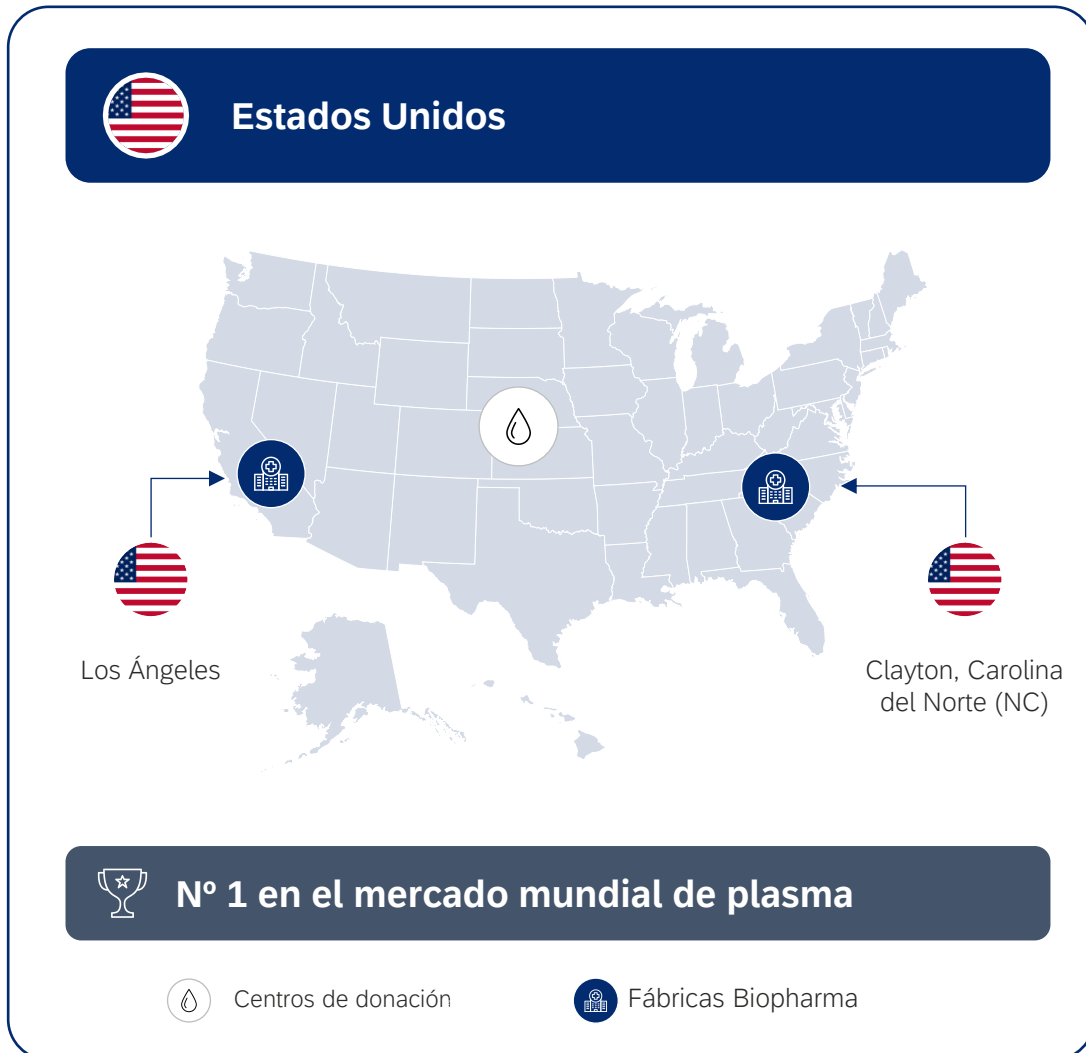 Estados Unidos
Los Ángeles
Clayton, Carolina
del Norte (NC)
Nº 1 en el mercado mundial de plasma
Centros de donación
Fábricas Biopharma